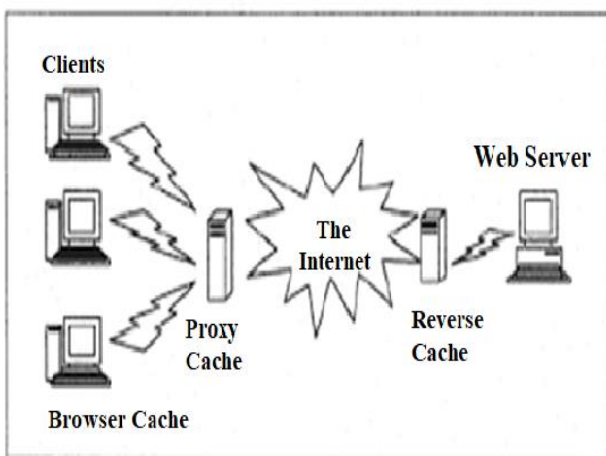 Clients
Web Server
The
Internet
Proxy
Cache
Reverse
Cache
Browser Cache